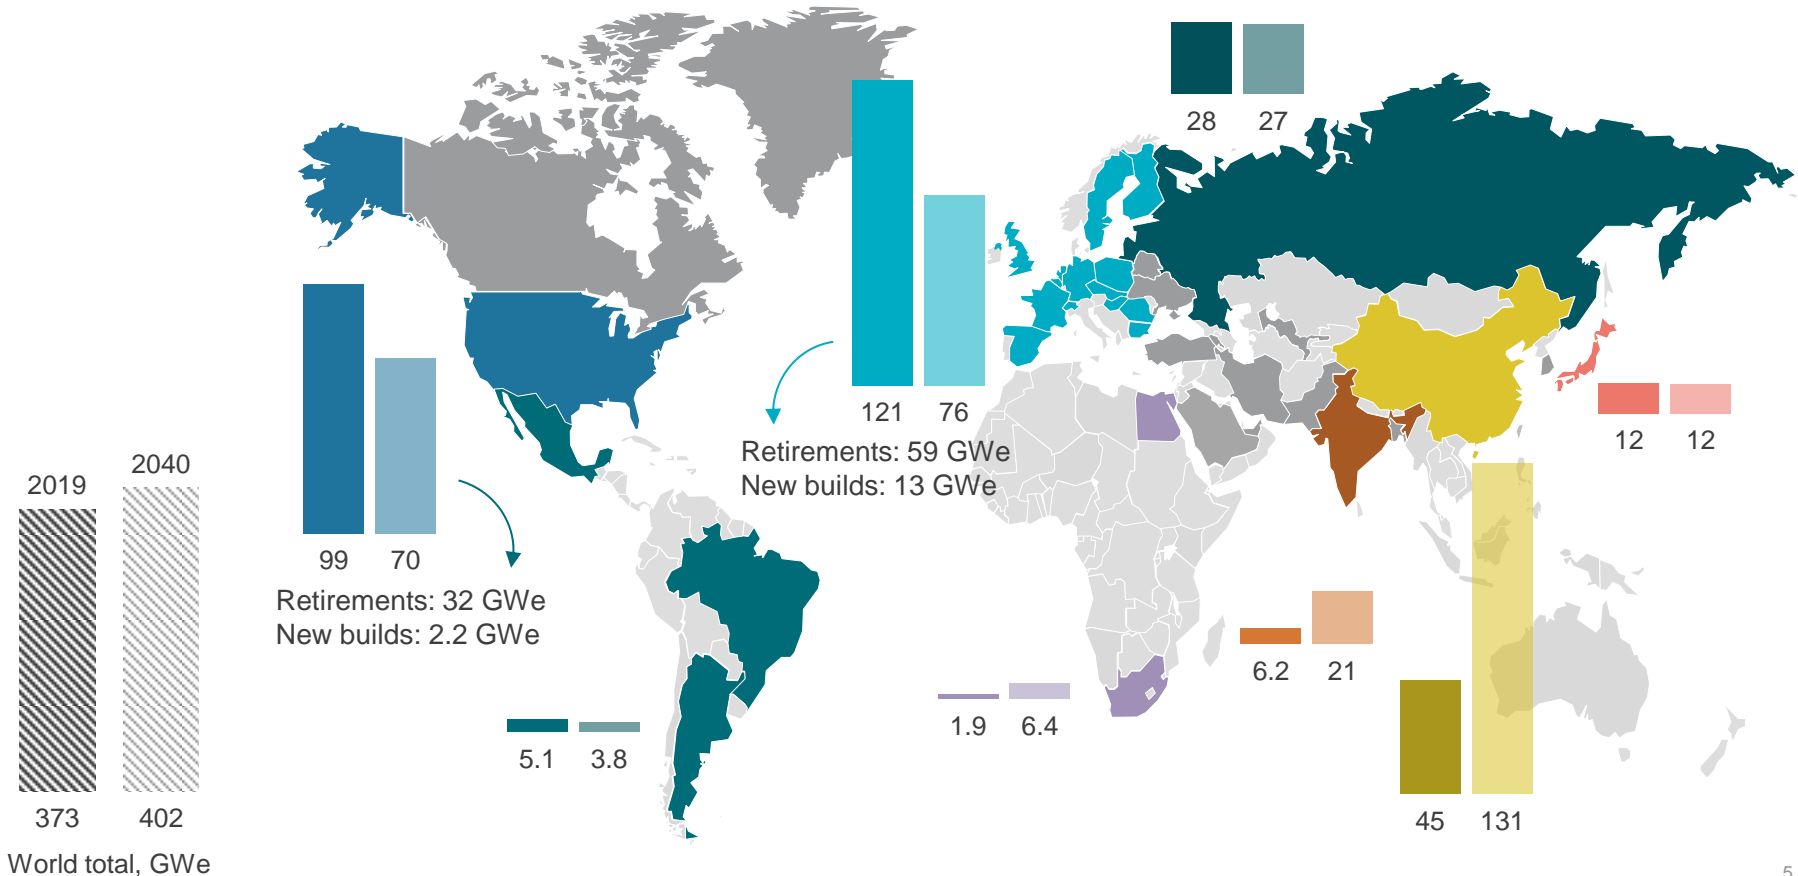 28 27
121 76
Retirements: 59 GWe
New builds: 13 GWe
99 70
Retirements: 32 GWe
New builds: 2.2 GWe
12 12
2019 2040
373 402
World total, GWe
5.1 3.8
1.9 6.4
6.2 21
45 131
5